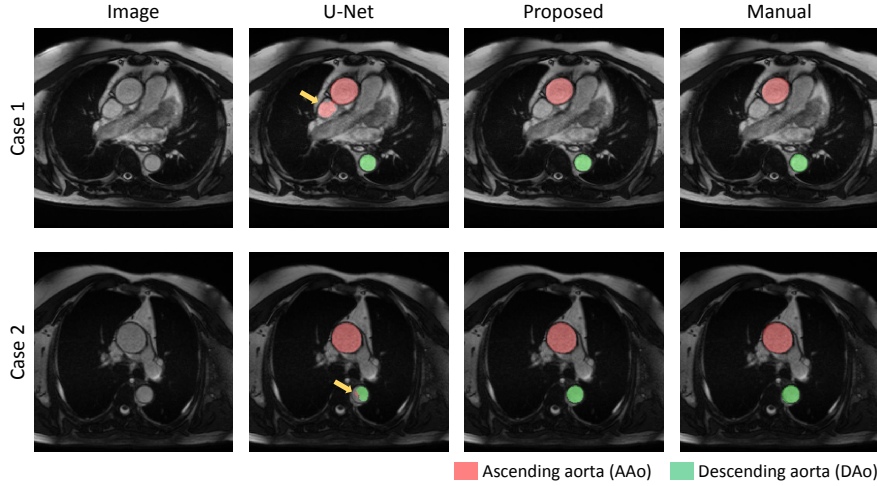 Image U-Net Proposed Manual
Case 1
Case 2
Ascending aorta (AAo) Descending aorta (DAo)